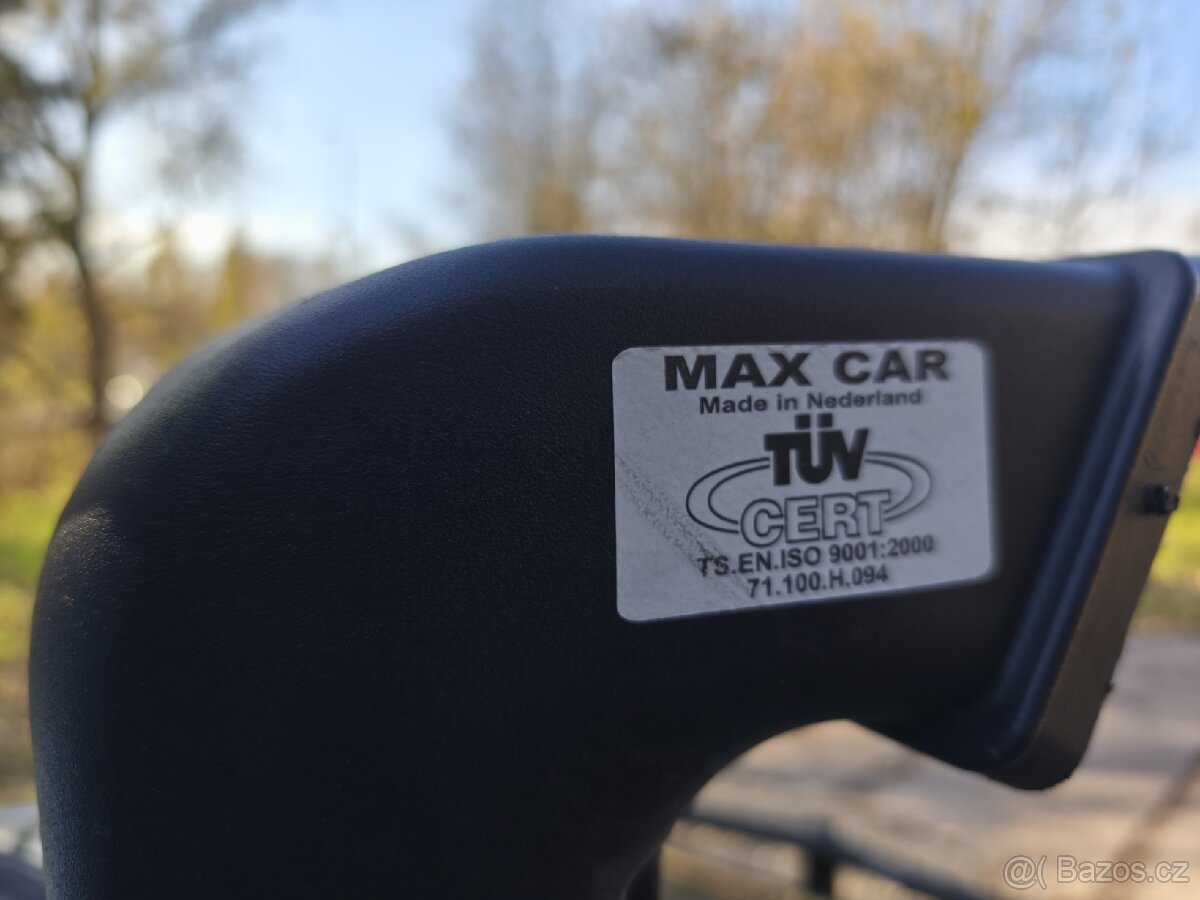 MAX CAR
Made in Nederland
TÜV
CERT
TS.EN.ISO 9001:2000
71.100.H.094
@( Bazos.cz